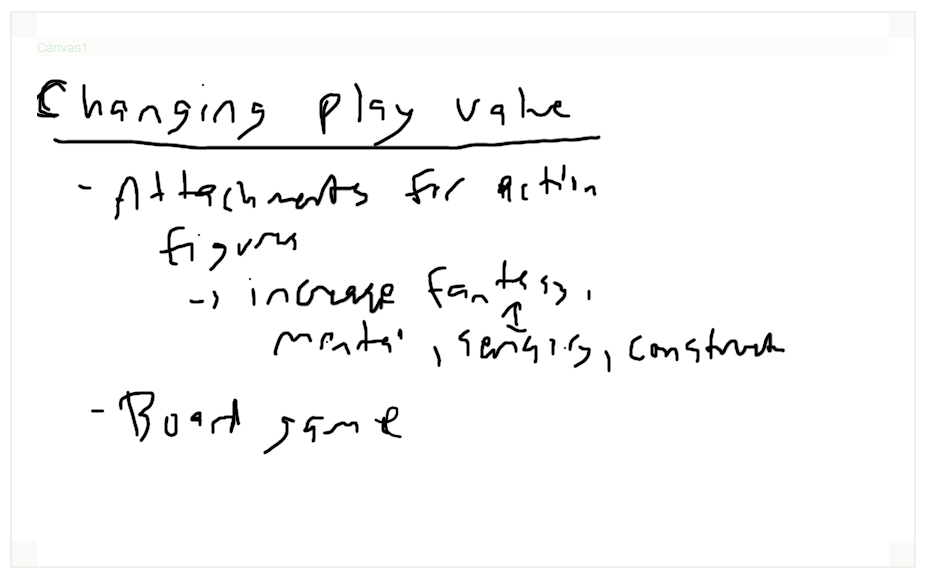 Canvas1
Changing play value
- Attachments for action
figures
-> increase fantasy,
mental, sensory, construct
- Board game